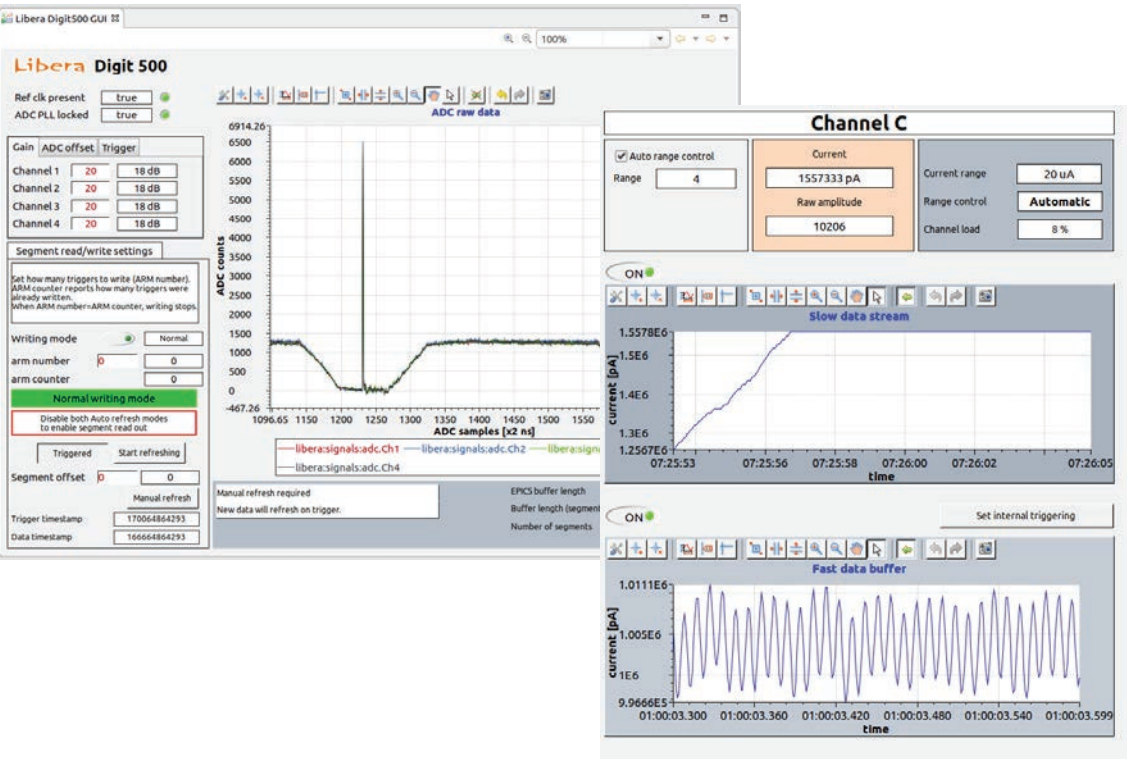 Libera Digit500 GUI
100%
Libera Digit 500
Ref clk present true
ADC PLL locked true
Gain ADC offset Trigger
Channel 1 20 18 dB
Channel 2 20 18 dB
Channel 3 20 18 dB
Channel 4 20 18 dB
Segment read/write settings
Set how many triggers to write (ARM number).
ARM counter reports how many triggers were
already written.
When ARM number=ARM counter, writing stops
Writing mode Normal
arm number 0 0
arm counter 0
Normal writing mode
Disable both Auto refresh modes
to enable segment read out
Triggered Start refreshing
Segment offset 0 0
Manual refresh
Trigger timestamp 170064864293
Data timestamp 166664864293
ADC raw data
6914.26
6500
6000
5500
5000
4500
4000
3500
3000
2500
2000
1500
1000
500
0
-467.26
ADC counts
1096.65 1150 1200 1250 1300 1350 1400 1450 1500 1550
ADC samples [x2 ns]
libera:signals:adc.Ch1 libera:signals:adc.Ch2 libera:sign
libera:signals:adc.Ch4
Manual refresh required
New data will refresh on trigger.
EPICS buffer length
Buffer length (segment
Number of segments
Channel C
Auto range control
Range 4
Current
1557333 pA
Raw amplitude
10206
Current range 20 uA
Range control Automatic
Channel load 8 %
ON
Slow data stream
1.5578E6
1.5E6
1.4E6
1.3E6
1.2567E6
current [pA]
07:25:53 07:25:56 07:25:58 07:26:00 07:26:02 07:26:05
time
ON
Set internal triggering
Fast data buffer
1.0111E6
1.005E6
1E6
9.9666E5
current [pA]
01:00:03.300 01:00:03.360 01:00:03.420 01:00:03.480 01:00:03.540 01:00:03.599
time